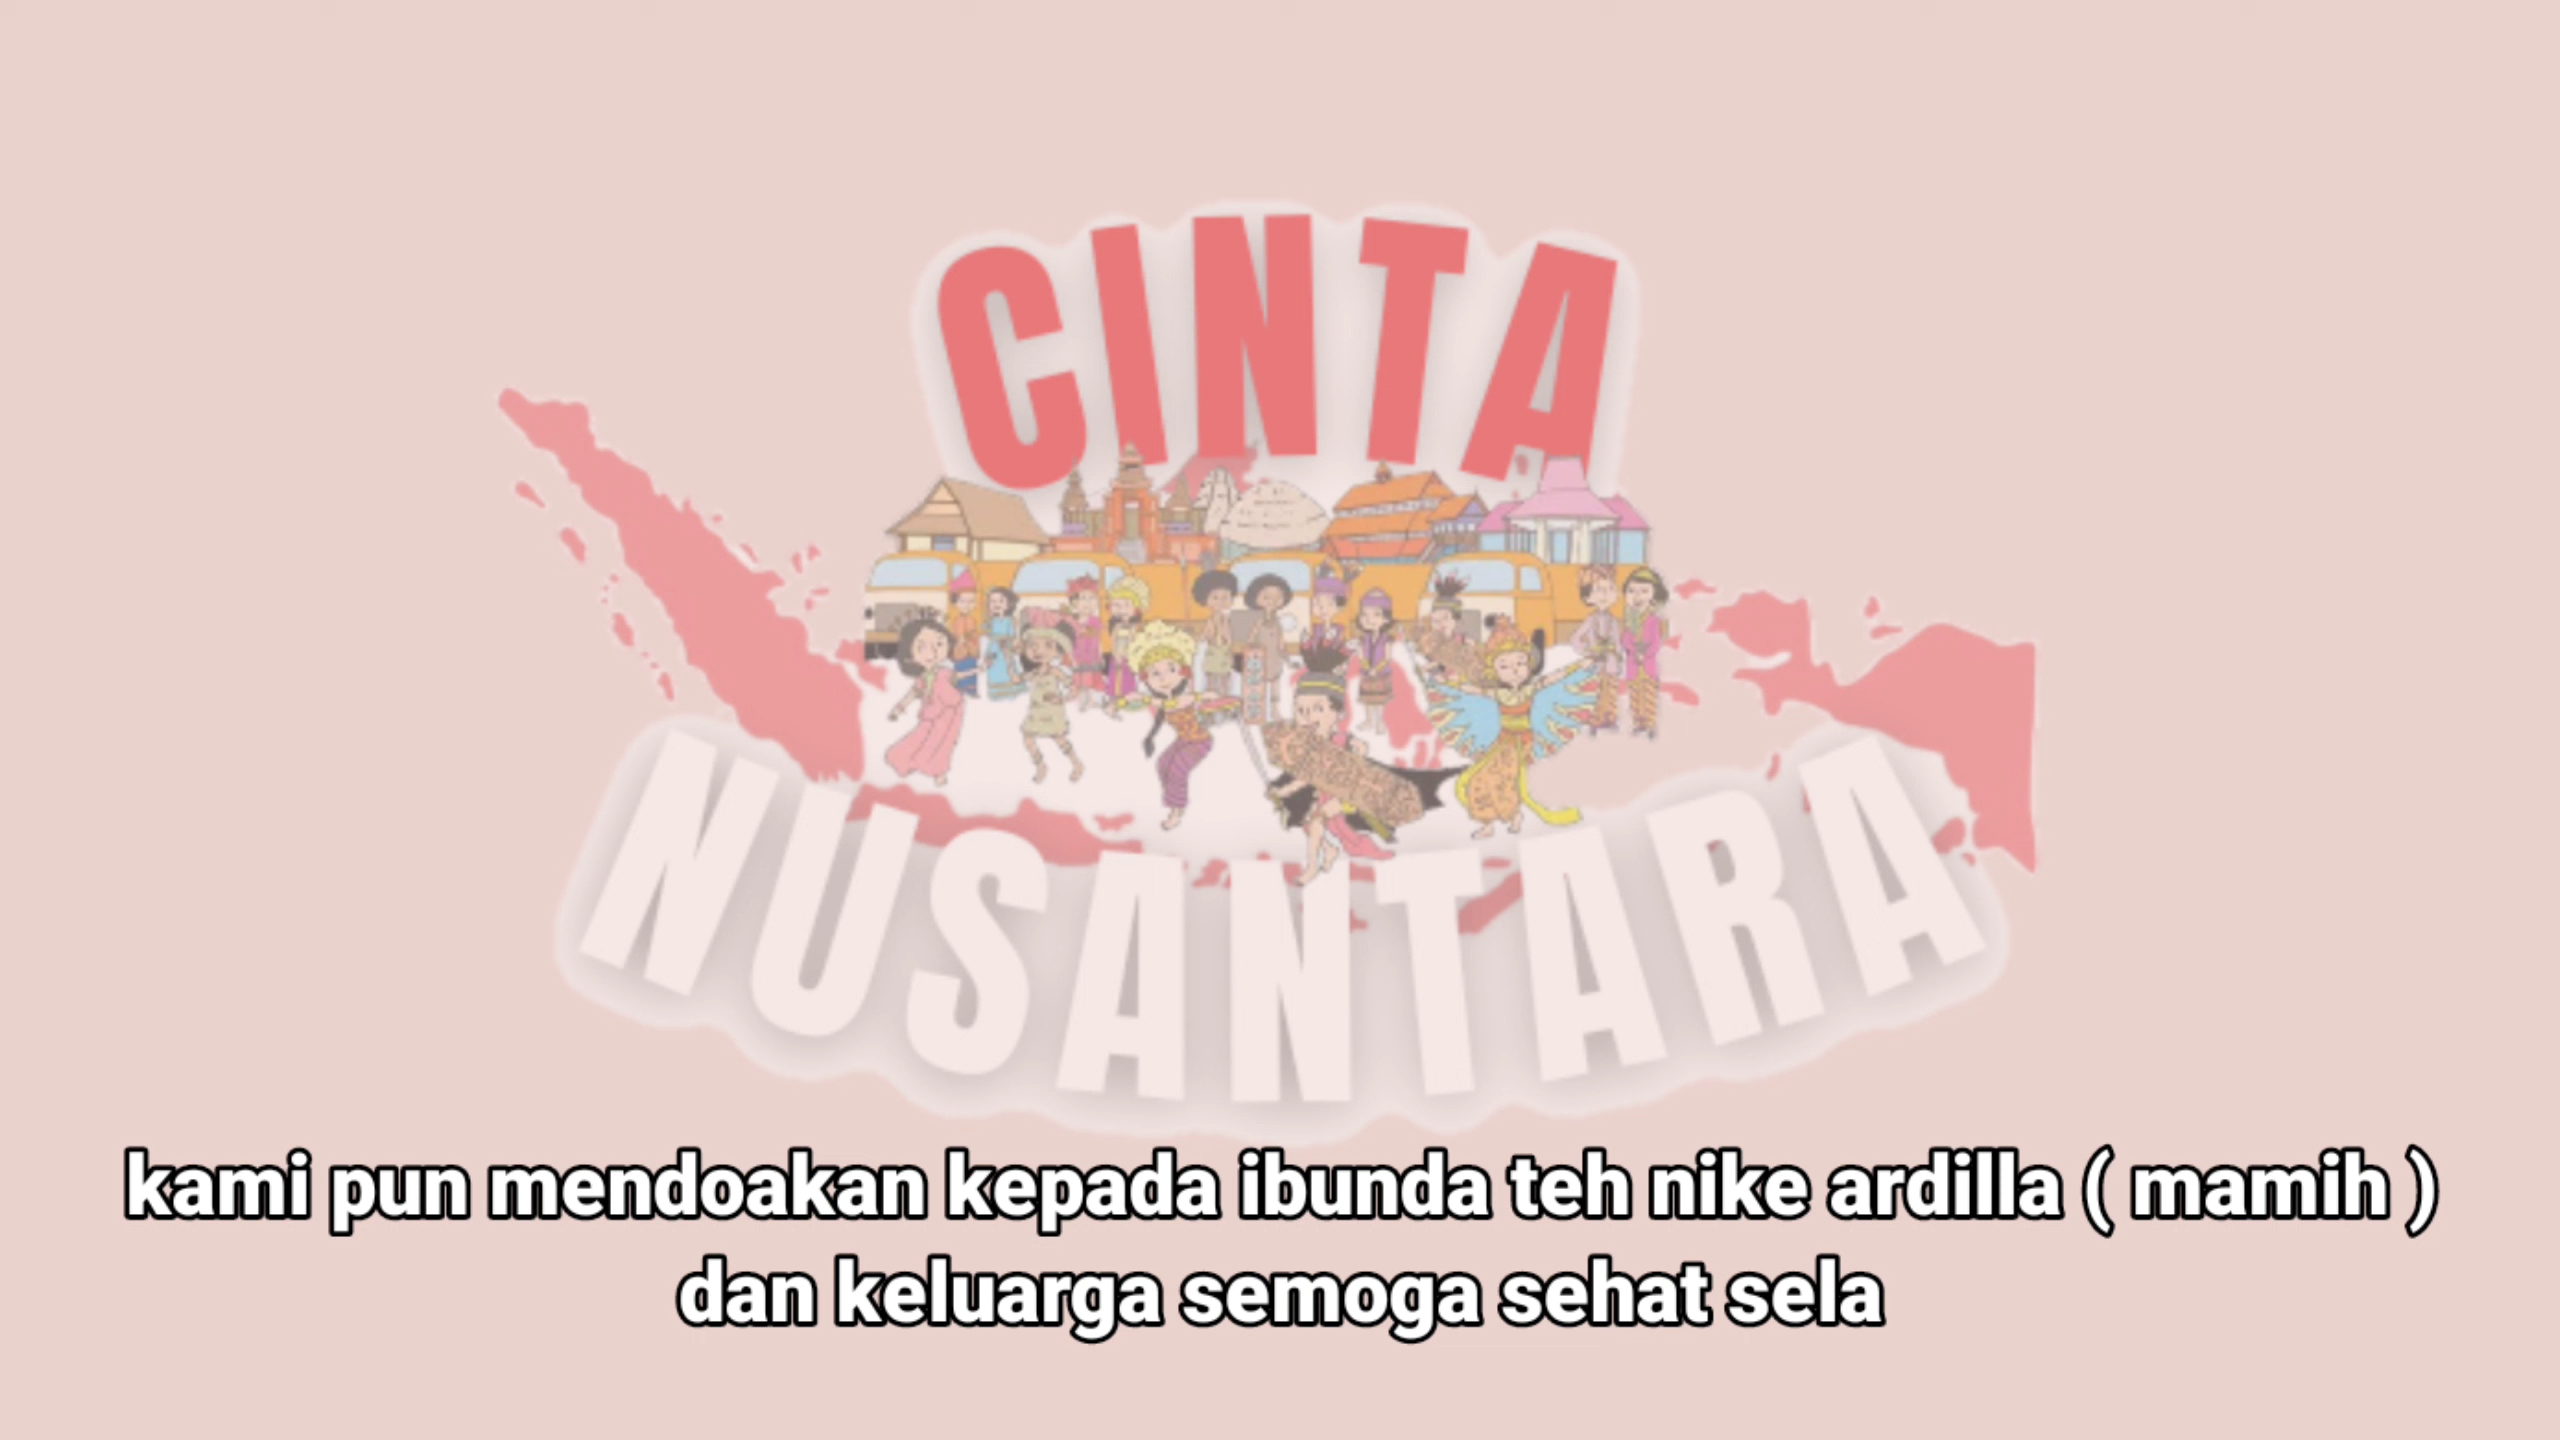 CINTA
NUSANTARA
kami pun mendoakan kepada ibunda teh nike ardilla ( mamih )
dan keluarga semoga sehat sela